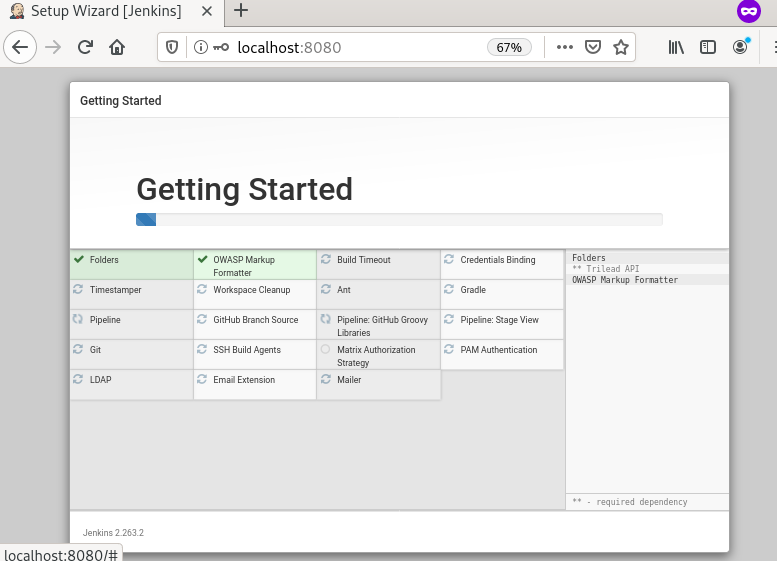 Setup Wizard [Jenkins]
localhost:8080
67%
Getting Started
Getting Started
Folders
OWASP Markup
Formatter
Build Timeout
Credentials Binding
Timestamper
Workspace Cleanup
Ant
Gradle
Pipeline
GitHub Branch Source
Pipeline: GitHub Groovy
Libraries
Pipeline: Stage View
Git
SSH Build Agents
Matrix Authorization
Strategy
PAM Authentication
LDAP
Email Extension
Mailer
Folders
** Trilead API
OWASP Markup Formatter
** - required dependency
Jenkins 2.263.2
localhost:8080/#